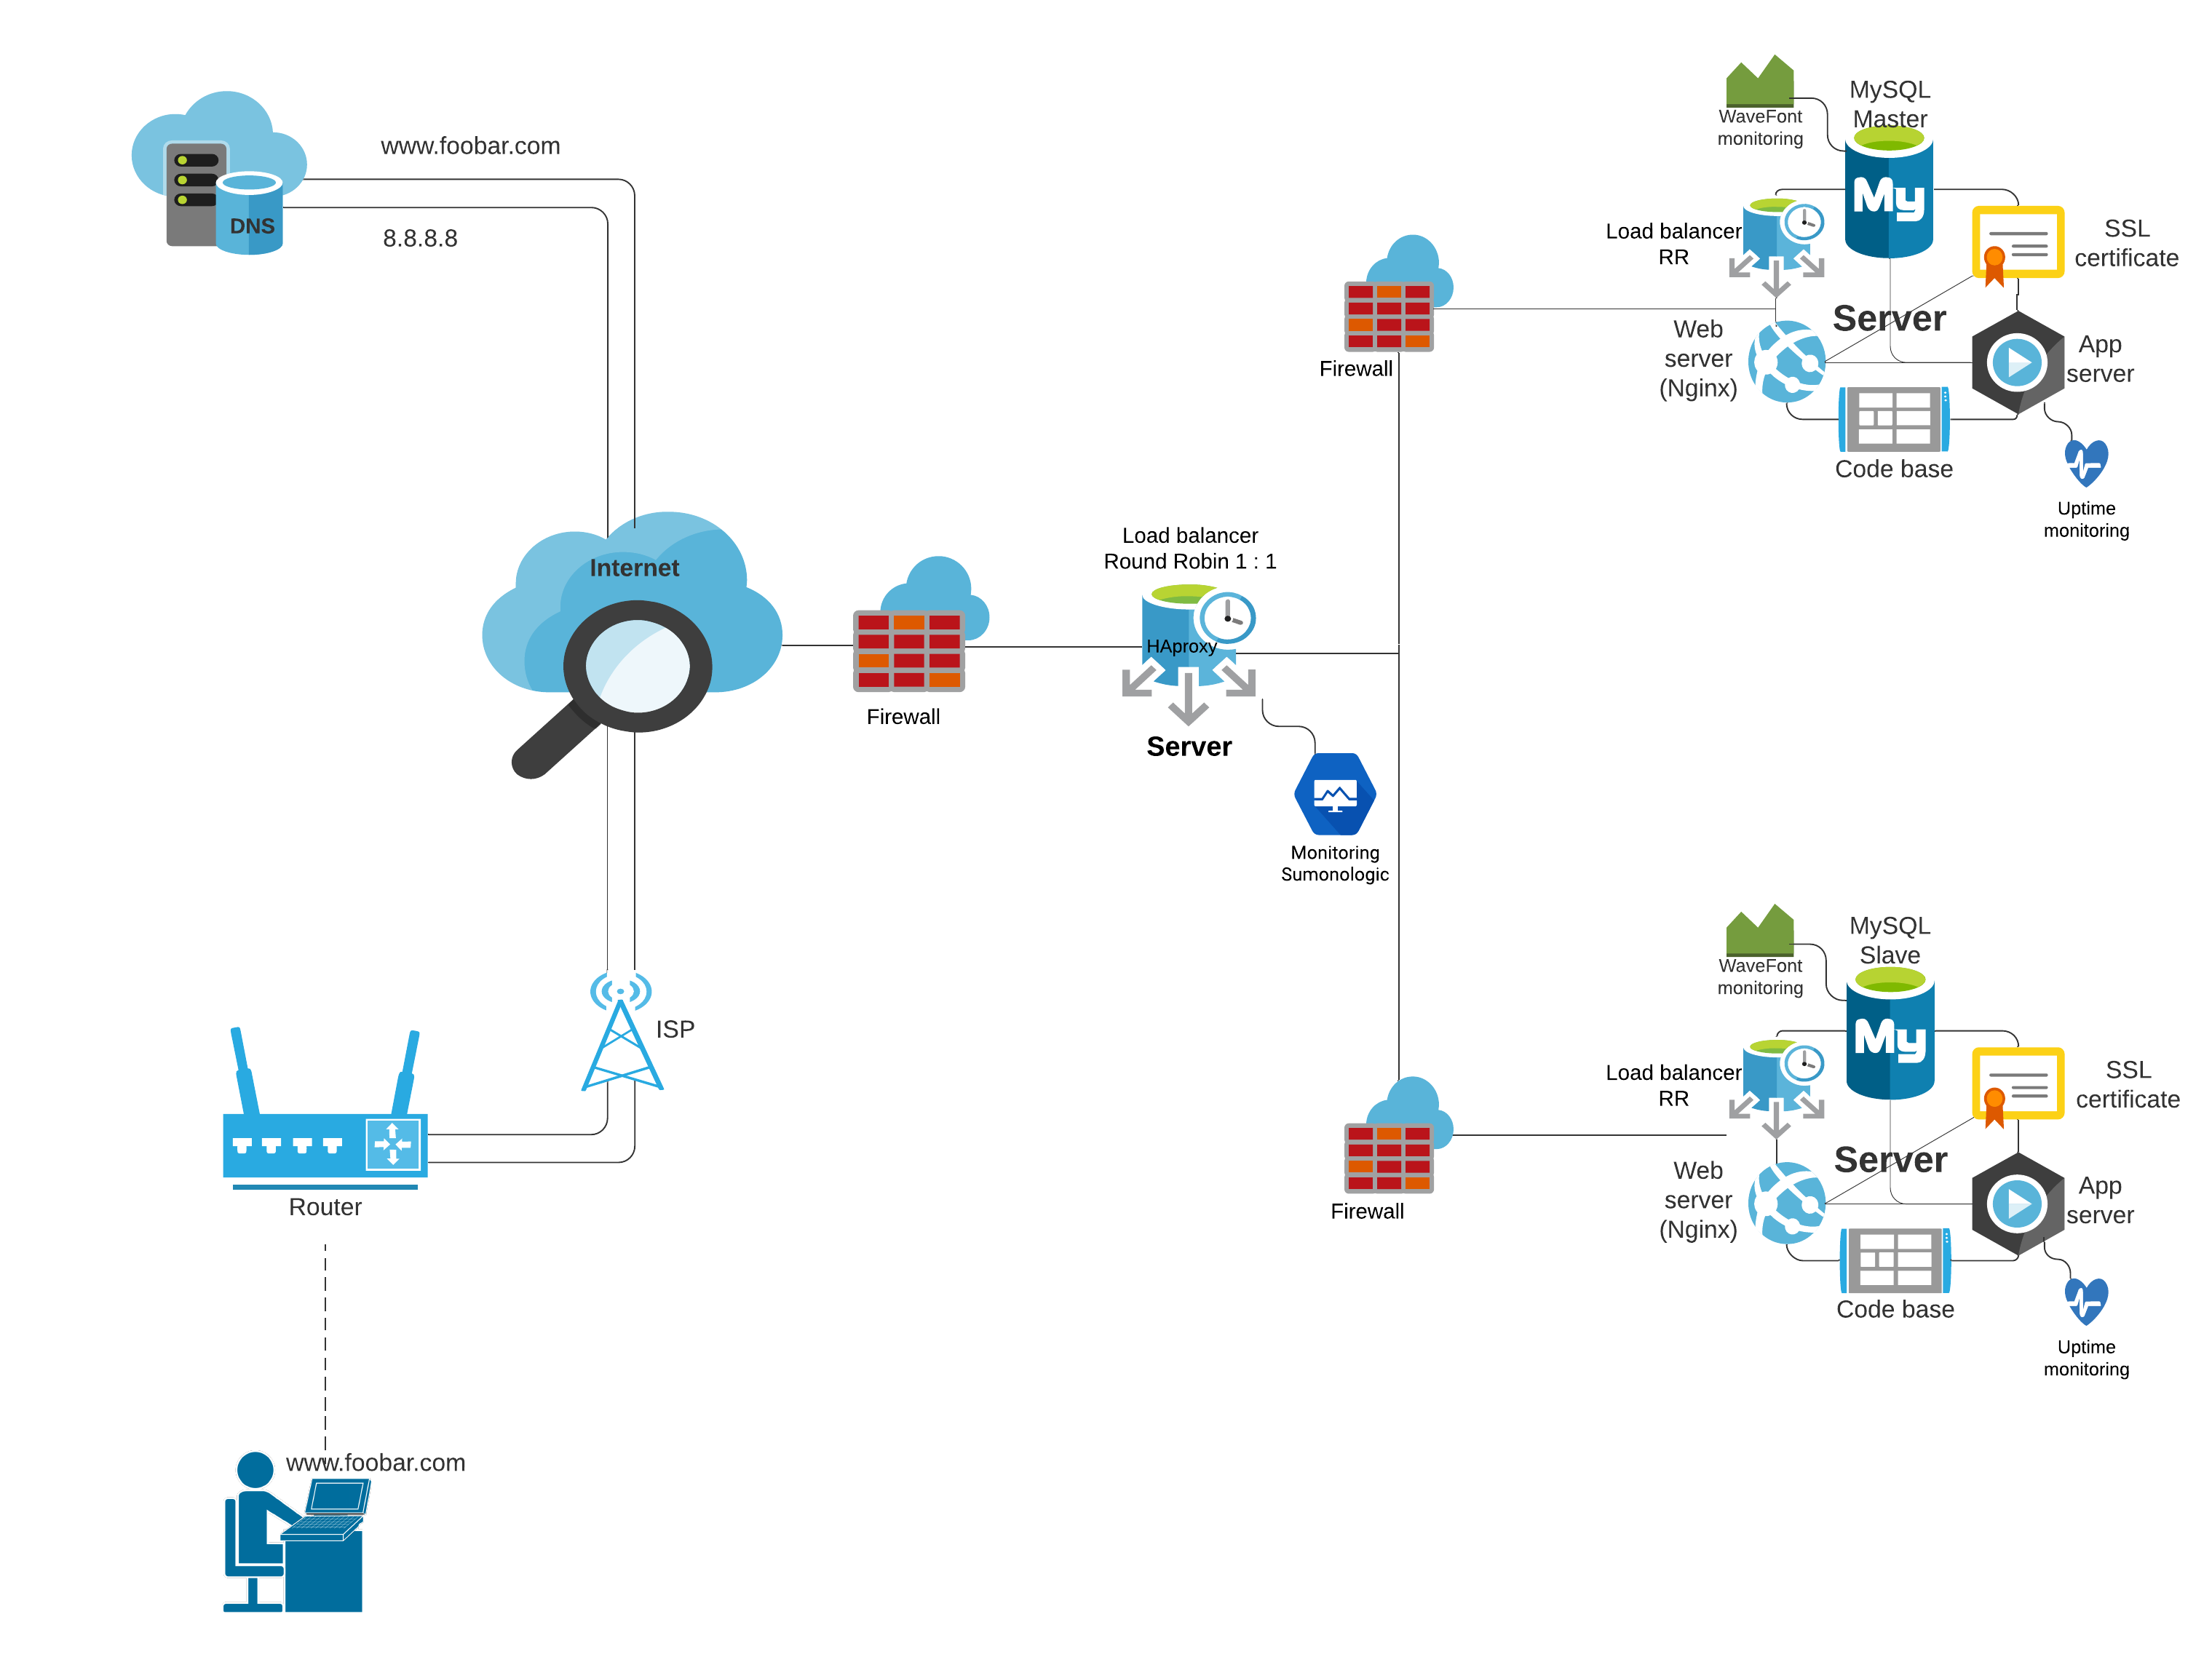 www.foobar.com
DNS
8.8.8.8
Internet
Firewall
Load balancer
Round Robin 1 : 1
HAproxy
Server
Monitoring
Sumonologic
ISP
Router
www.foobar.com
Firewall
WaveFont
monitoring
MySQL
Master
My
Load balancer
RR
SSL
certificate
Server
Web
server
(Nginx)
App
server
Code base
Uptime
monitoring
Firewall
WaveFont
monitoring
MySQL
Slave
My
Load balancer
RR
SSL
certificate
Server
Web
server
(Nginx)
App
server
Code base
Uptime
monitoring